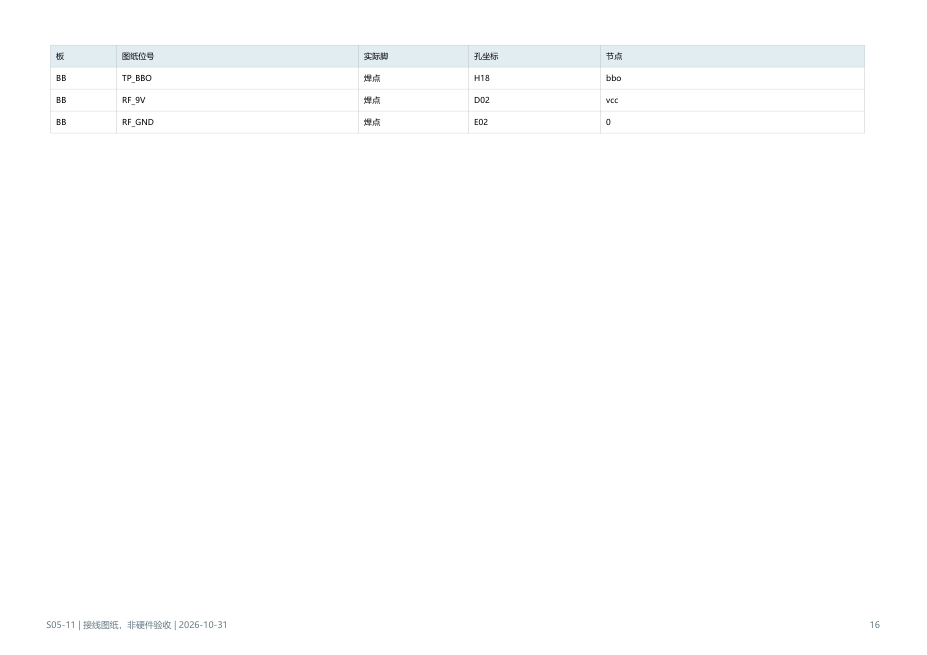 板 图纸位号 实际脚 孔坐标 节点
BB TP_BBO 焊点 H18 bbo
BB RF_9V 焊点 D02 vcc
BB RF_GND 焊点 E02 0
S05-11 | 接线图纸，非硬件验收 | 2026-10-31 16